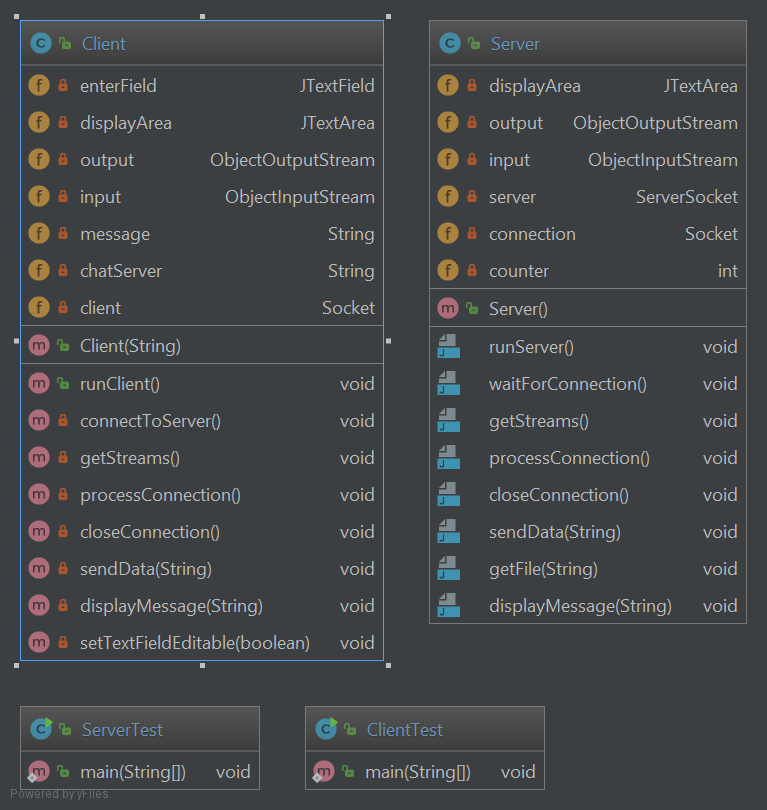 Client
enterField JTextField
displayArea JTextArea
output ObjectOutputStream
input ObjectInputStream
message String
chatServer String
client Socket
Client(String)
runClient() void
connectToServer() void
getStreams() void
processConnection() void
closeConnection() void
sendData(String) void
displayMessage(String) void
setTextFieldEditable(boolean) void
Server
displayArea JTextArea
output ObjectOutputStream
input ObjectInputStream
server ServerSocket
connection Socket
counter int
Server()
runServer() void
waitForConnection() void
getStreams() void
processConnection() void
closeConnection() void
sendData(String) void
getFile(String) void
displayMessage(String) void
ServerTest
main(String[]) void
ClientTest
main(String[]) void
Powered by yFiles